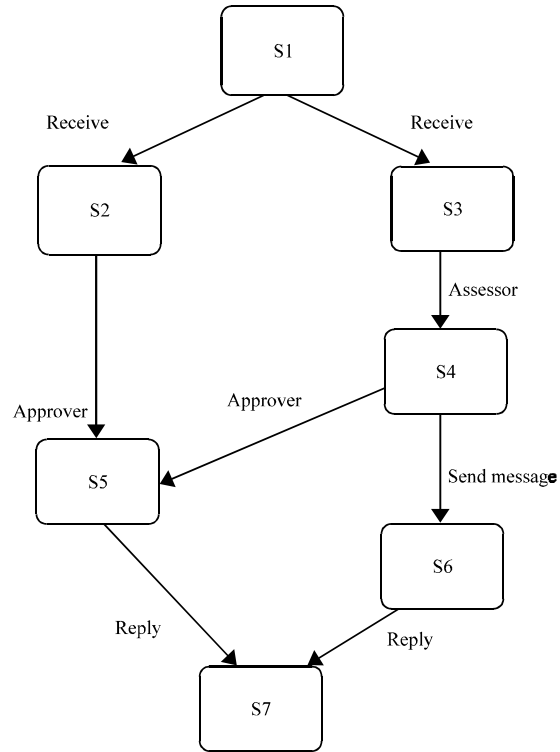 S1
Receive
Receive
S2
S3
Assessor
S4
Approver
Approver
S5
Send message
S6
Reply
Reply
S7